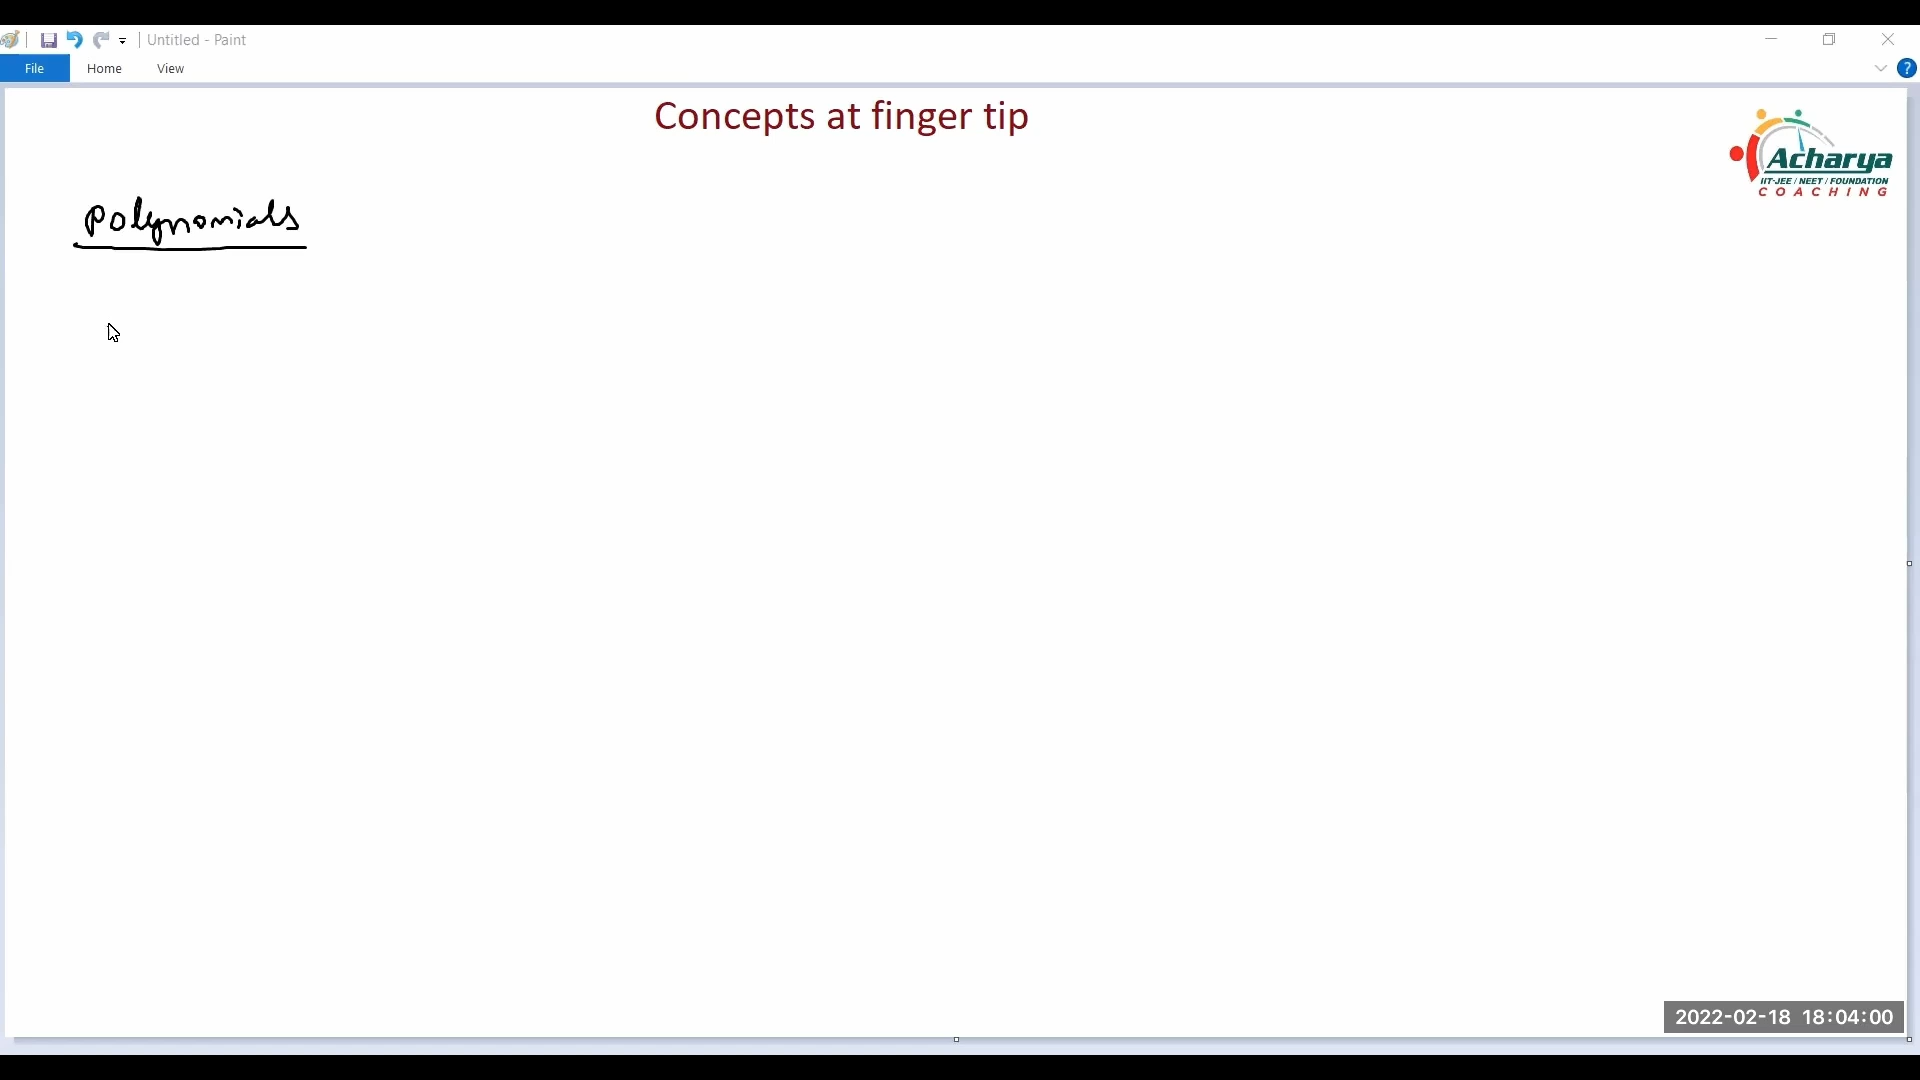 Untitled - Paint
File Home View
?
Concepts at finger tip
Acharya
IIT-JEE / NEET / FOUNDATION
COACHING
Polynomials
2022-02-18 18:04:00